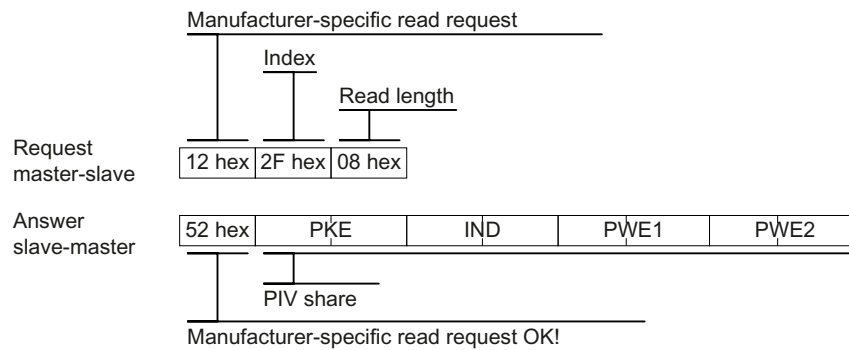 Manufacturer-specific read request
Index
Read length
Request
master-slave
12 hex 2F hex 08 hex
Answer
slave-master
52 hex PKE IND PWE1 PWE2
PIV share
Manufacturer-specific read request OK!